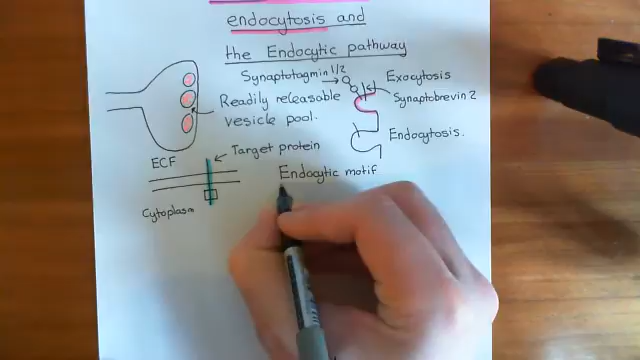 endocytosis and
the Endocytic pathway
Synaptotagmin 1/2
Exocytosis
Synaptobrevin 2
Readily releasable
vesicle pool.
Endocytosis.
ECF
Target protein
Endocytic motif
Cytoplasm